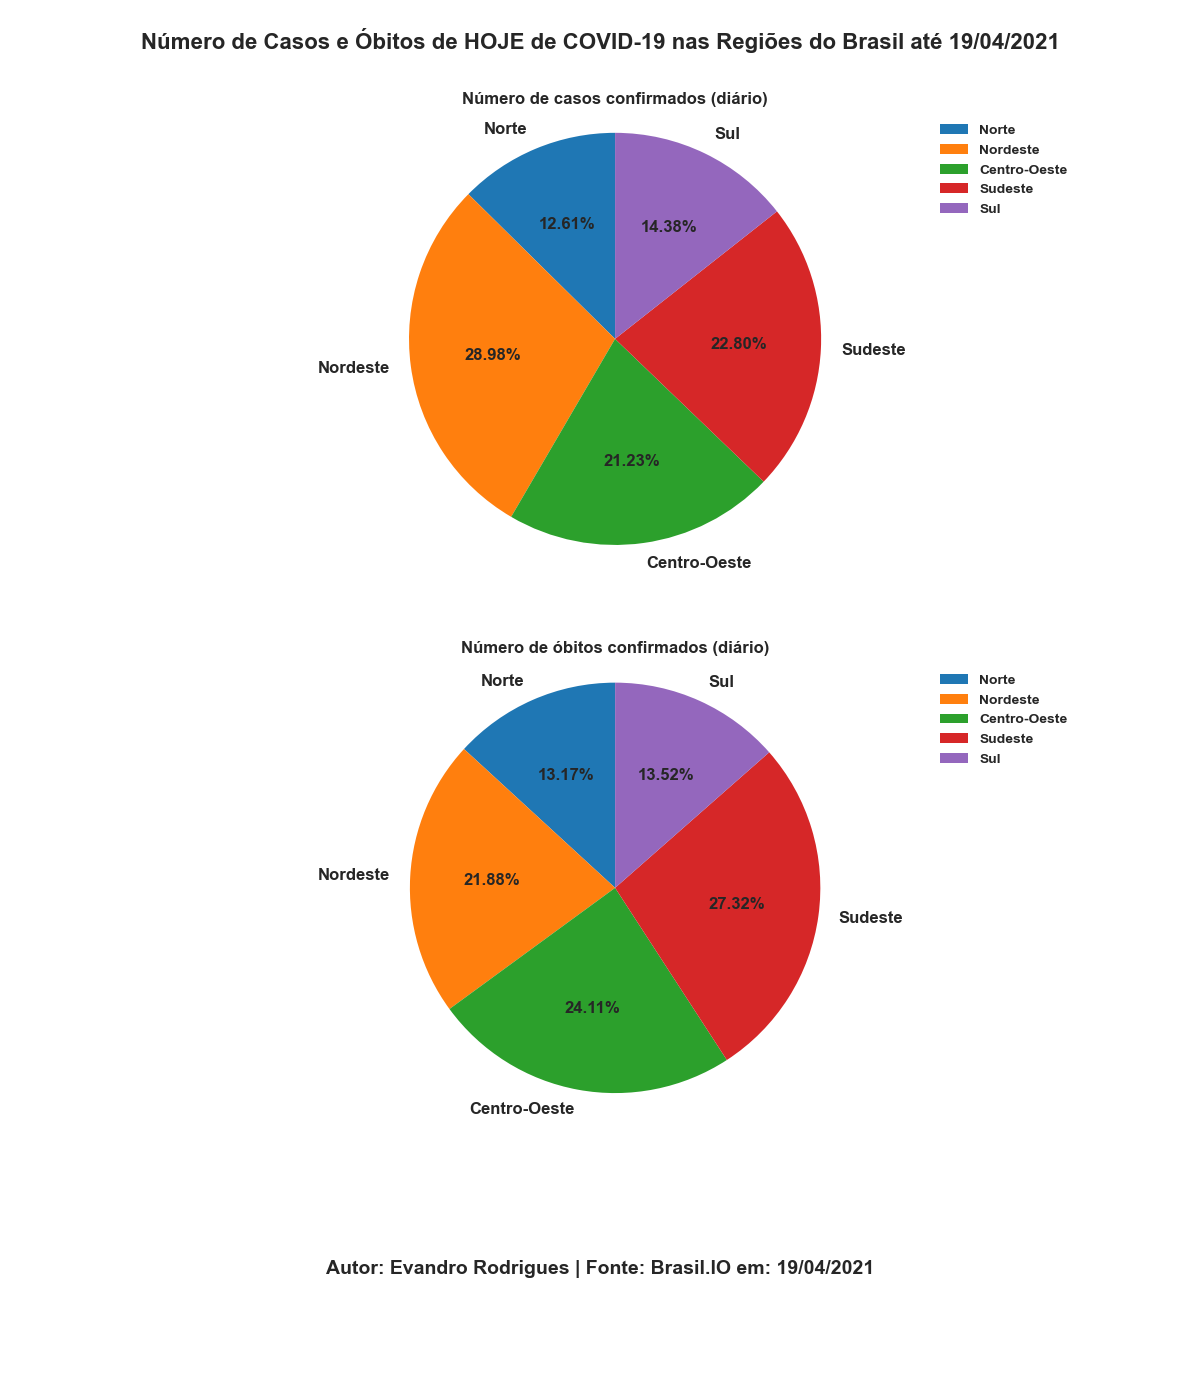 Número de Casos e Óbitos de HOJE de COVID-19 nas Regiões do Brasil até 19/04/2021
Número de casos confirmados (diário)
Norte
Sul
12.61%
14.38%
28.98%
22.80%
Nordeste
Sudeste
21.23%
Centro-Oeste
Norte
Nordeste
Centro-Oeste
Sudeste
Sul
Número de óbitos confirmados (diário)
Norte
Sul
13.17%
13.52%
Nordeste
21.88%
27.32%
Sudeste
24.11%
Centro-Oeste
Norte
Nordeste
Centro-Oeste
Sudeste
Sul
Autor: Evandro Rodrigues | Fonte: Brasil.IO em: 19/04/2021